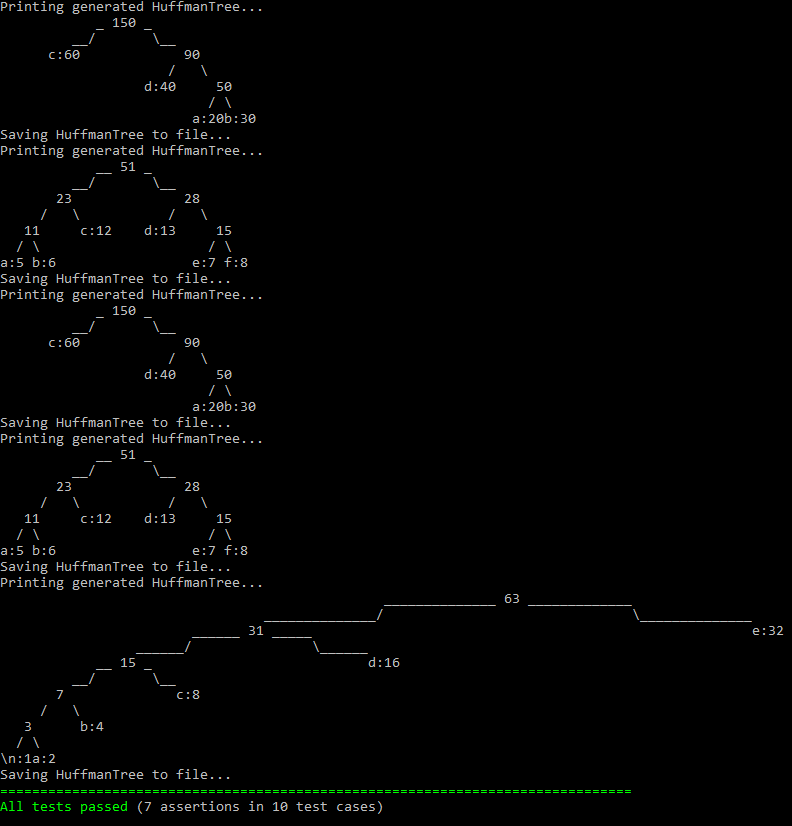 Printing generated HuffmanTree...
            _ 150 _
         __/       \__
      c:60             90
                     /   \
                  d:40     50
                          / \
                        a:20b:30
Saving HuffmanTree to file...
Printing generated HuffmanTree...
            __ 51 _
         __/       \__
       23              28
     /   \           /   \
   11     c:12    d:13     15
  / \                     / \
a:5 b:6                 e:7 f:8
Saving HuffmanTree to file...
Printing generated HuffmanTree...
            _ 150 _
         __/       \__
      c:60             90
                     /   \
                  d:40     50
                          / \
                        a:20b:30
Saving HuffmanTree to file...
Printing generated HuffmanTree...
            __ 51 _
         __/       \__
       23              28
     /   \           /   \
   11     c:12    d:13     15
  / \                     / \
a:5 b:6                 e:7 f:8
Saving HuffmanTree to file...
Printing generated HuffmanTree...
                                                ______________ 63 _____________
                                 ______________/                               \______________
                        ______ 31 _____                                                       e:32
                 ______/               \______
            __ 15 _                           d:16
         __/       \__
       7              c:8
     /   \
   3      b:4
  / \
\n:1a:2
Saving HuffmanTree to file...
===============================================================================
All tests passed (7 assertions in 10 test cases)